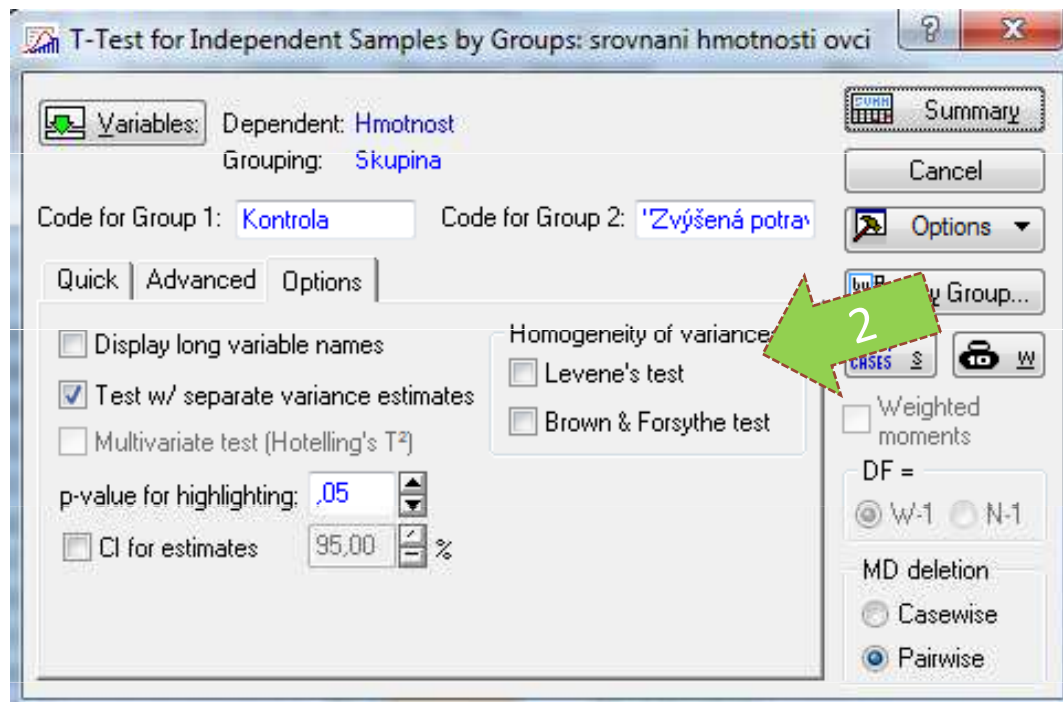 T-Test for Independent Samples by Groups: srovnani hmotnosti ovci
?
x
Variables: Dependent: Hmotnost
Grouping: Skupina
Code for Group 1: Kontrola Code for Group 2: "Zvýšená potrav
Quick Advanced Options
Display long variable names
Test w/ separate variance estimates
Multivariate test (Hotelling's T²)
p-value for highlighting: ,05
CI for estimates 95,00 %
Homogeneity of variance
Levene's test
Brown & Forsythe test
2
Summary
Cancel
Options
Group...
CASES S W
Weighted
moments
DF =
W-1 N-1
MD deletion
Casewise
Pairwise